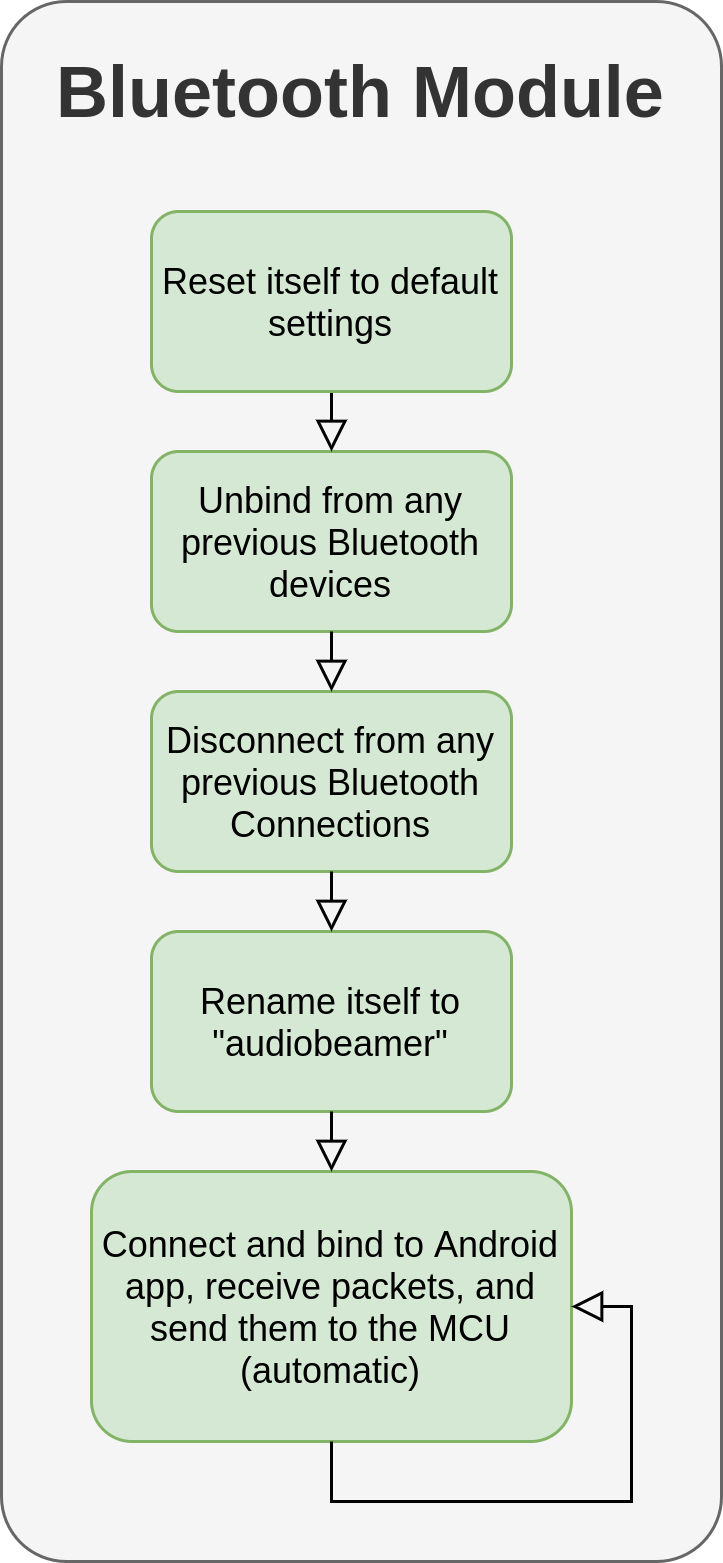 Bluetooth Module
Reset itself to default
settings
Unbind from any
previous Bluetooth
devices
Disconnect from any
previous Bluetooth
Connections
Rename itself to
"audiobeamer"
Connect and bind to Android
app, receive packets, and
send them to the MCU
(automatic)